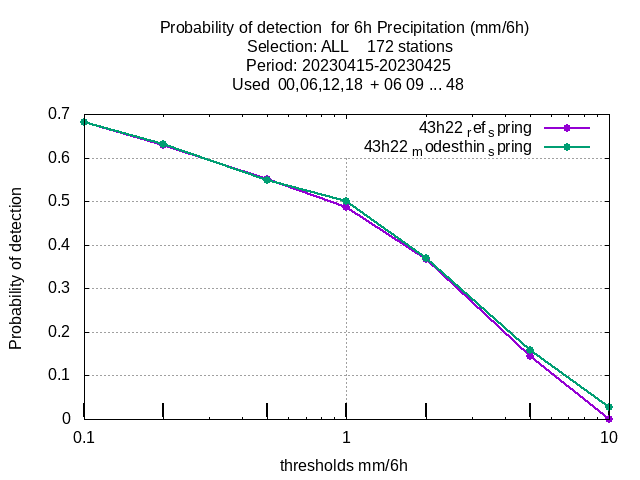 Probability of detection  for 6h Precipitation (mm/6h)
Selection: ALL    172 stations
Period: 20230415-20230425
Used  00,06,12,18  + 06 09 ... 48
43h22 ref spring
43h22 modesthin spring
Probability of detection
0.7
0.6
0.5
0.4
0.3
0.2
0.1
0
0.1 1 10
thresholds mm/6h